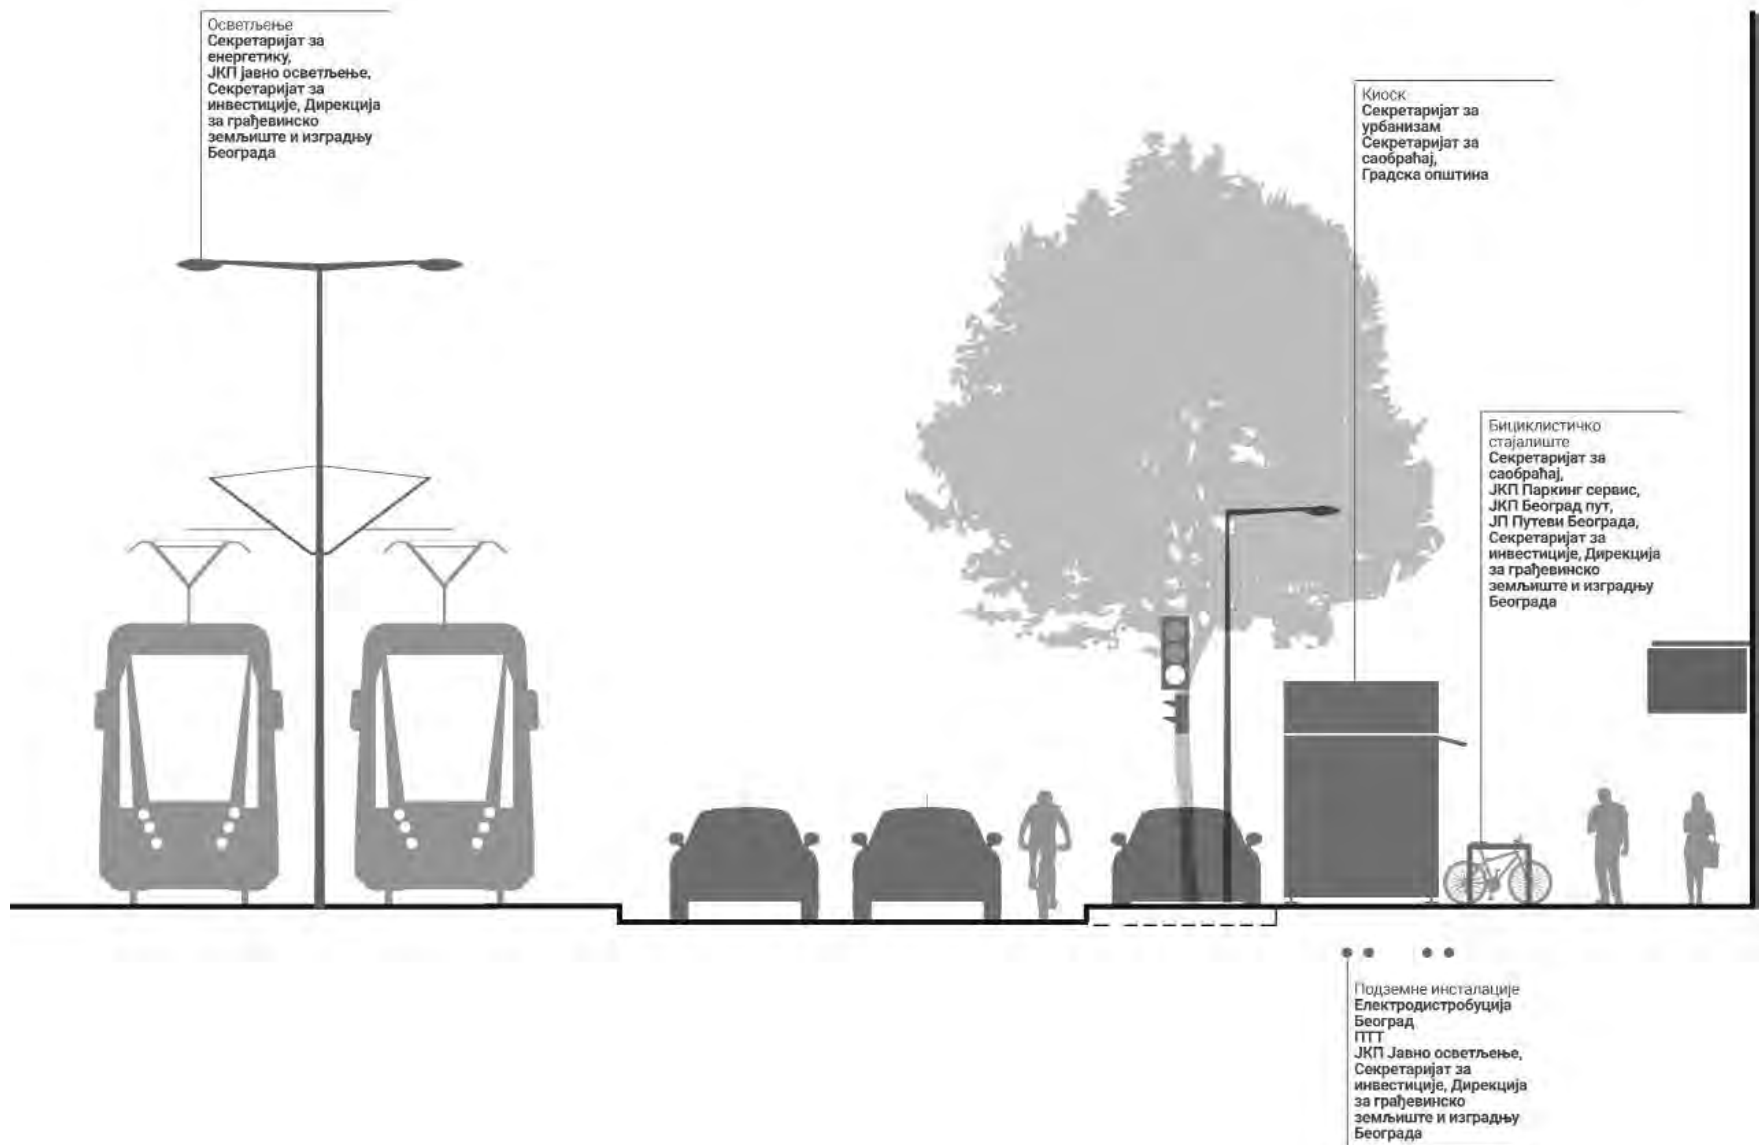 Осветљење
Секретаријат за
енергетику,
ЈКП јавно осветљење,
Секретаријат за
инвестиције, Дирекција
за грађевинско
земљиште и изградњу
Београда
Киоск
Секретаријат за
урбанизам
Секретаријат за
саобраћај,
Градска општина
Бициклистичко
стајалиште
Секретаријат за
саобраћај,
ЈКП Паркинг сервис,
ЈКП Београд пут,
ЈП Путеви Београда,
Секретаријат за
инвестиције, Дирекција
за грађевинско
земљиште и изградњу
Београда
Подземне инсталације
Електродистробуција
Београд
ПТТ
ЈКП Јавно осветљење,
Секретаријат за
инвестиције, Дирекција
за грађевинско
земљиште и изградњу
Београда